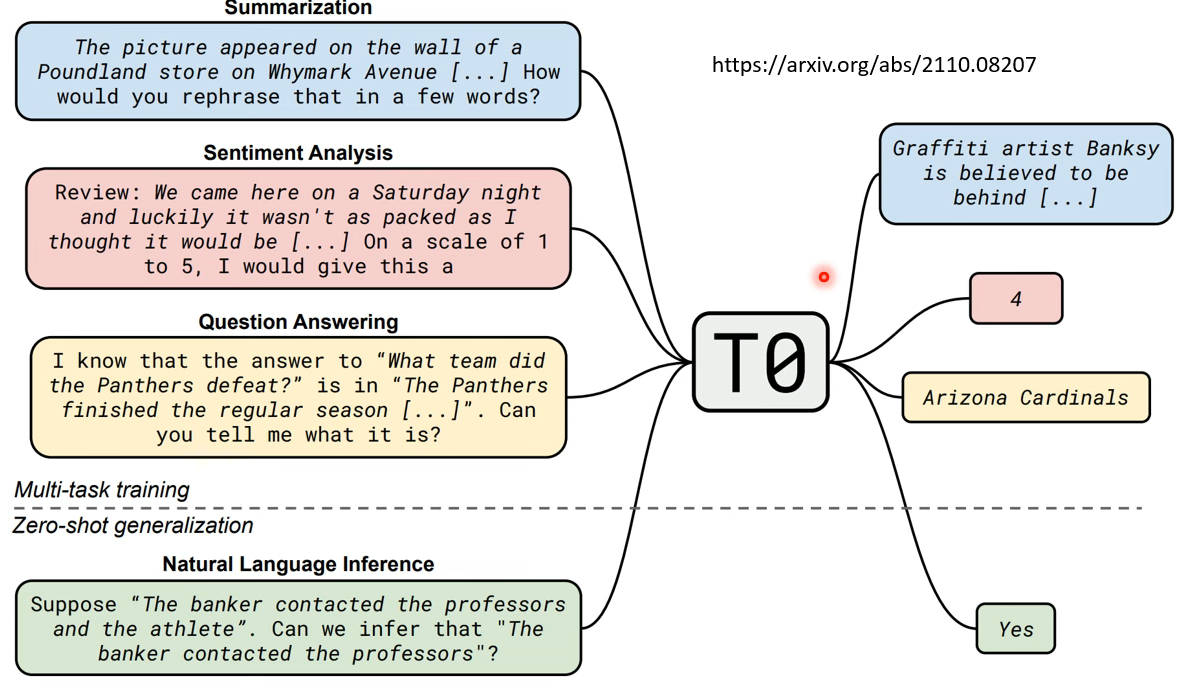 Summarization
The picture appeared on the wall of a
Poundland store on Whymark Avenue [...] How
would you rephrase that in a few words?
Sentiment Analysis
Review: We came here on a Saturday night
and luckily it wasn't as packed as I
thought it would be [...] On a scale of 1
to 5, I would give this a
Question Answering
I know that the answer to “What team did
the Panthers defeat?” is in “The Panthers
finished the regular season [...]”. Can
you tell me what it is?
Multi-task training
Zero-shot generalization
Natural Language Inference
Suppose “The banker contacted the professors
and the athlete”. Can we infer that "The
banker contacted the professors"?
T0
https://arxiv.org/abs/2110.08207
Graffiti artist Banksy
is believed to be
behind [...]
4
Arizona Cardinals
Yes